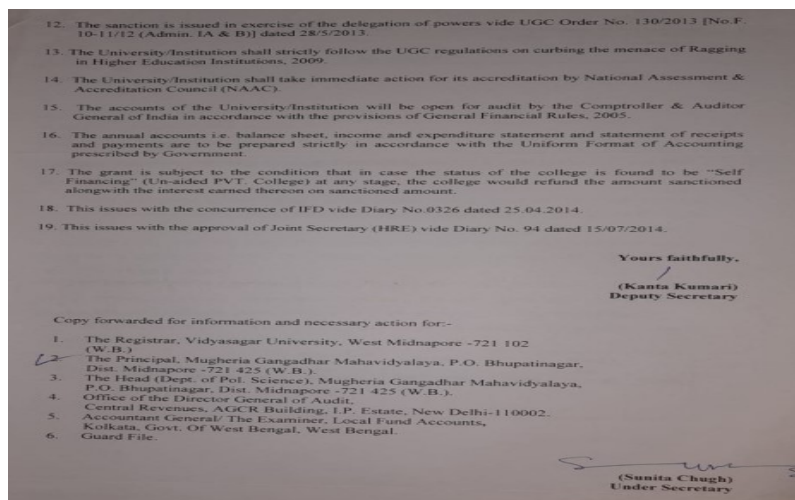 12. The sanction is issued in exercise of the delegation of powers vide UGC Order No. 130/2013 [No.F.
10-11/12 (Admin. IA & B)] dated 28/5/2013.
13. The University/Institution shall strictly follow the UGC regulations on curbing the menace of Ragging
in Higher Education Institutions, 2009.
14. The University/Institution shall take immediate action for its accreditation by National Assessment &
Accreditation Council (NAAC).
15. The accounts of the University/Institution will be open for audit by the Comptroller & Auditor
General of India in accordance with the provisions of General Financial Rules, 2005.
16. The annual accounts i.e. balance sheet, income and expenditure statement and statement of receipts
and payments are to be prepared strictly in accordance with the Uniform Format of Accounting
prescribed by Government.
17. The grant is subject to the condition that in case the status of the college is found to be "Self
Financing" (Un-aided PVT. College) at any stage, the college would refund the amount sanctioned
alongwith the interest earned thereon on sanctioned amount.
18. This issues with the concurrence of IFD vide Diary No.0326 dated 25.04.2014.
19. This issues with the approval of Joint Secretary (HRE) vide Diary No. 94 dated 15/07/2014.
Yours faithfully,
(Kanta Kumari)
Deputy Secretary
Copy forwarded for information and necessary action for:-
1. The Registrar, Vidyasagar University, West Midnapore -721 102
(W.B.)
2. The Principal, Mugheria Gangadhar Mahavidyalaya, P.O. Bhupatinagar,
Dist. Midnapore -721 425 (W.B.).
3. The Head (Dept. of Pol. Science), Mugheria Gangadhar Mahavidyalaya,
P.O. Bhupatinagar, Dist. Midnapore -721 425 (W.B.).
4. Office of the Director General of Audit,
Central Revenues, AGCR Building, I.P. Estate, New Delhi-110002.
5. Accountant General/ The Examiner, Local Fund Accounts,
Kolkata, Govt. Of West Bengal, West Bengal.
6. Guard File.
(Sunita Chugh)
Under Secretary